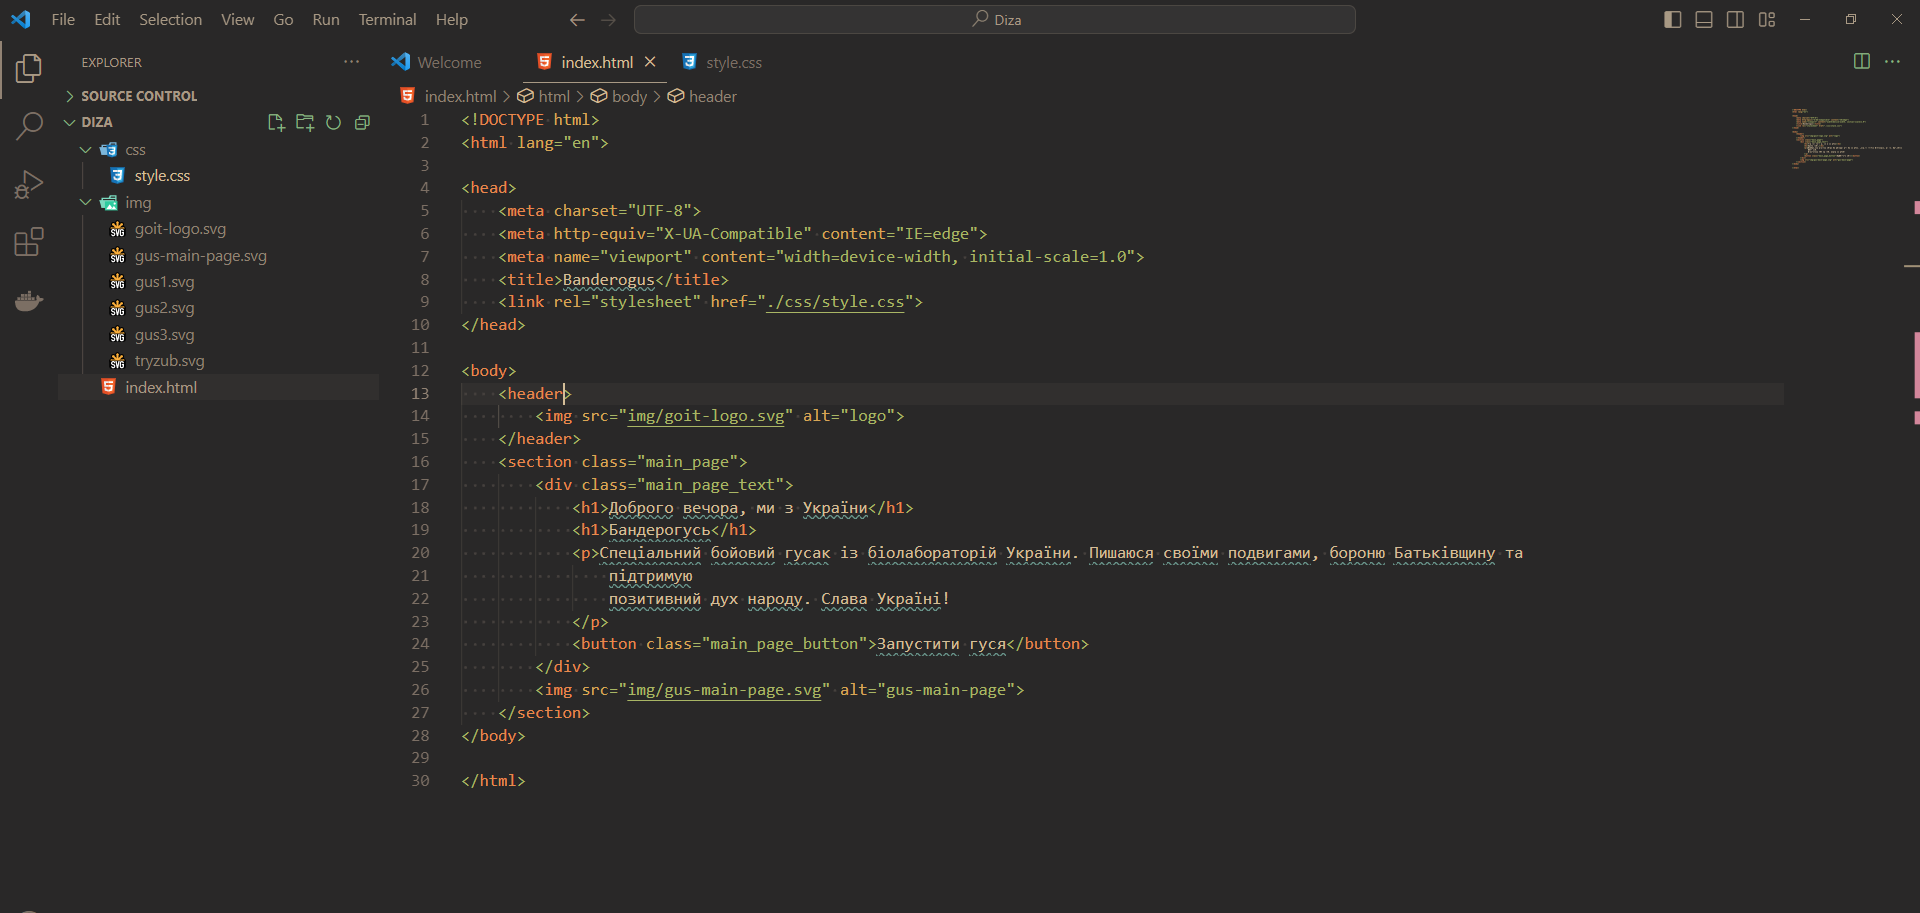 File Edit Selection View Go Run Terminal Help
Diza
EXPLORER
SOURCE CONTROL
DIZA
css
style.css
img
goit-logo.svg
gus-main-page.svg
gus1.svg
gus2.svg
gus3.svg
tryzub.svg
index.html
Welcome index.html style.css
index.html > html > body > header
1 <!DOCTYPE html>
2 <html lang="en">
3
4 <head>
5 <meta charset="UTF-8">
6 <meta http-equiv="X-UA-Compatible" content="IE=edge">
7 <meta name="viewport" content="width=device-width, initial-scale=1.0">
8 <title>Banderogus</title>
9 <link rel="stylesheet" href="./css/style.css">
10 </head>
11
12 <body>
13 <header>
14 <img src="img/goit-logo.svg" alt="logo">
15 </header>
16 <section class="main_page">
17 <div class="main_page_text">
18 <h1>Доброго вечора, ми з України</h1>
19 <h1>Бандерогусь</h1>
20 <p>Спеціальний бойовий гусак із біолабораторій України. Пишаюся своїми подвигами, бороню Батьківщину та
21 підтримую
22 позитивний дух народу. Слава Україні!
23 </p>
24 <button class="main_page_button">Запустити гуся</button>
25 </div>
26 <img src="img/gus-main-page.svg" alt="gus-main-page">
27 </section>
28 </body>
29
30 </html>